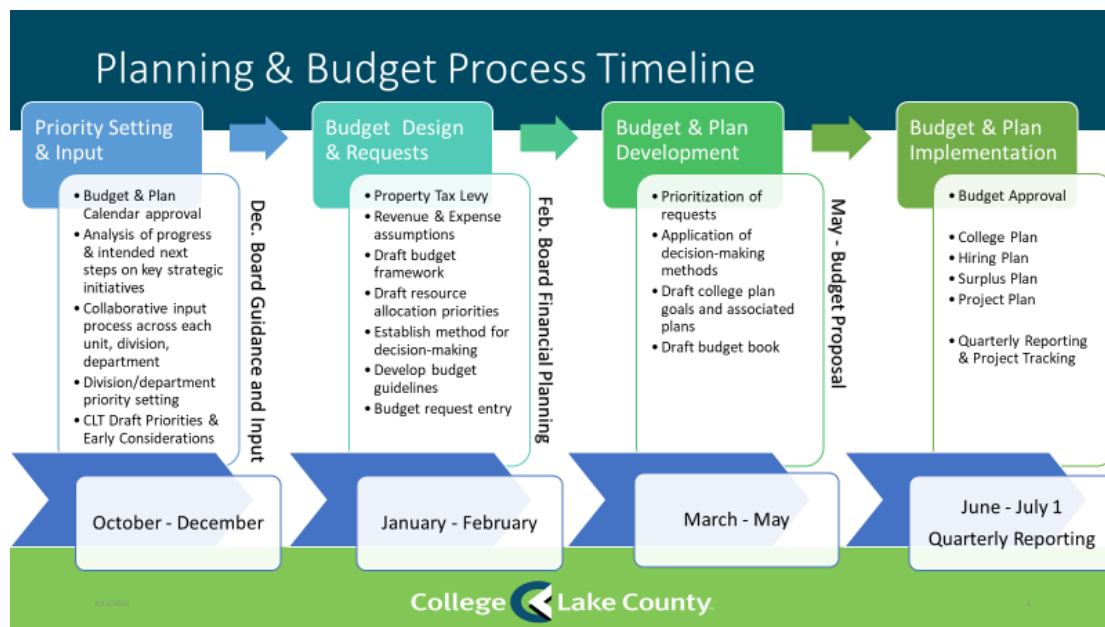 Planning & Budget Process Timeline
Priority Setting
& Input
• Budget & Plan
Calendar approval
• Analysis of progress
& intended next
steps on key strategic
initiatives
• Collaborative input
process across each
unit, division,
department
• Division/department
priority setting
• CLT Draft Priorities &
Early Considerations
Dec. Board Guidance and Input
October - December
Budget Design
& Requests
• Property Tax Levy
• Revenue & Expense
assumptions
• Draft budget
framework
• Draft resource
allocation priorities
• Establish method for
decision-making
• Develop budget
guidelines
• Budget request entry
Feb. Board Financial Planning
January - February
Budget & Plan
Development
• Prioritization of
requests
• Application of
decision-making
methods
• Draft college plan
goals and associated
plans
• Draft budget book
May - Budget Proposal
March - May
Budget & Plan
Implementation
• Budget Approval
• College Plan
• Hiring Plan
• Surplus Plan
• Project Plan
• Quarterly Reporting
& Project Tracking
June - July 1
Quarterly Reporting
College Lake County